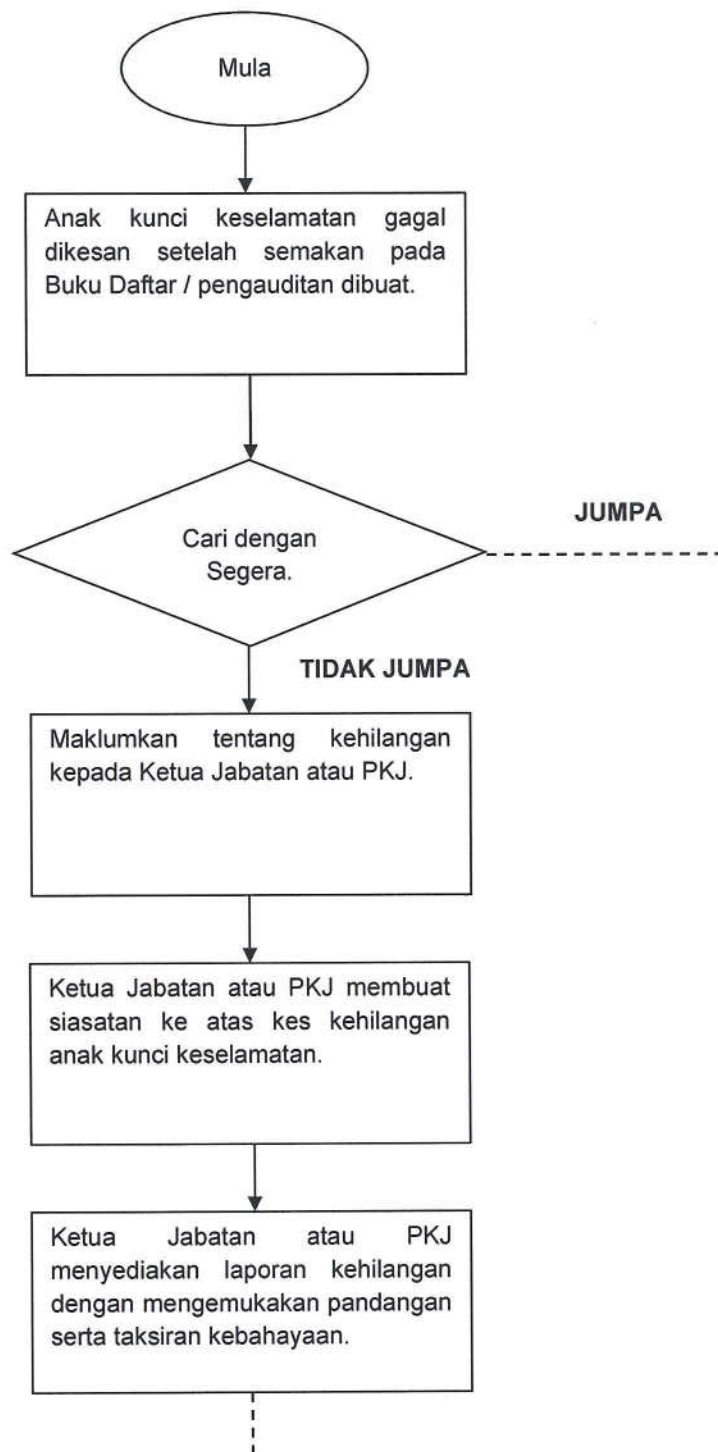 Mula
Anak kunci keselamatan gagal
dikesan setelah semakan pada
Buku Daftar / pengauditan dibuat.
JUMPA
Cari dengan
Segera.
TIDAK JUMPA
Maklumkan tentang kehilangan
kepada Ketua Jabatan atau PKJ.
Ketua Jabatan atau PKJ membuat
siasatan ke atas kes kehilangan
anak kunci keselamatan.
Ketua Jabatan atau PKJ
menyediakan laporan kehilangan
dengan mengemukakan pandangan
serta taksiran kebahayaan.